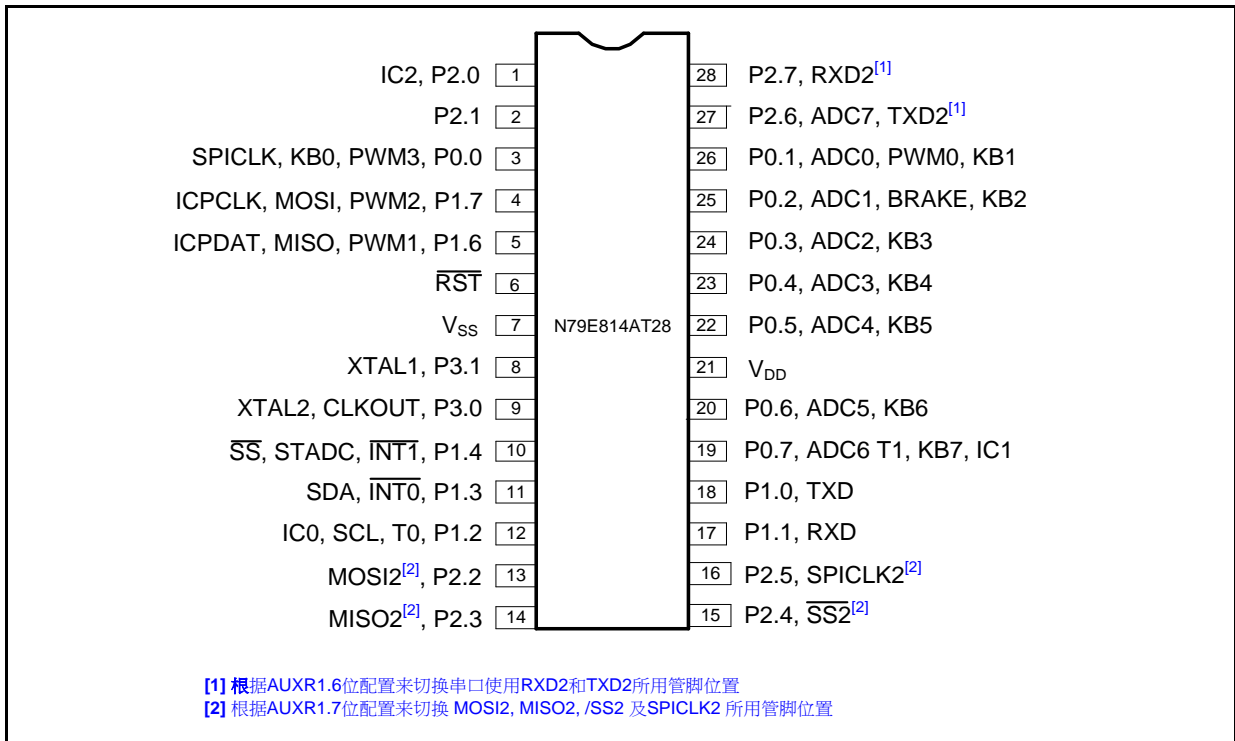 IC2, P2.0 1 28 P2.7, RXD2[1]
P2.1 2 27 P2.6, ADC7, TXD2[1]
SPICLK, KB0, PWM3, P0.0 3 26 P0.1, ADC0, PWM0, KB1
ICPCLK, MOSI, PWM2, P1.7 4 25 P0.2, ADC1, BRAKE, KB2
ICPDAT, MISO, PWM1, P1.6 5 24 P0.3, ADC2, KB3
R̅S̅T̅ 6 23 P0.4, ADC3, KB4
VSS 7 N79E814AT28 22 P0.5, ADC4, KB5
XTAL1, P3.1 8 21 VDD
XTAL2, CLKOUT, P3.0 9 20 P0.6, ADC5, KB6
S̅S̅, STADC, I̅N̅T̅1̅, P1.4 10 19 P0.7, ADC6 T1, KB7, IC1
SDA, I̅N̅T̅0̅, P1.3 11 18 P1.0, TXD
IC0, SCL, T0, P1.2 12 17 P1.1, RXD
MOSI2[2], P2.2 13 16 P2.5, SPICLK2[2]
MISO2[2], P2.3 14 15 P2.4, S̅S̅2̅[2]
[1] 根据AUXR1.6位配置来切换串口使用RXD2和TXD2所用管脚位置
[2] 根据AUXR1.7位配置来切换 MOSI2, MISO2, /SS2 及SPICLK2 所用管脚位置